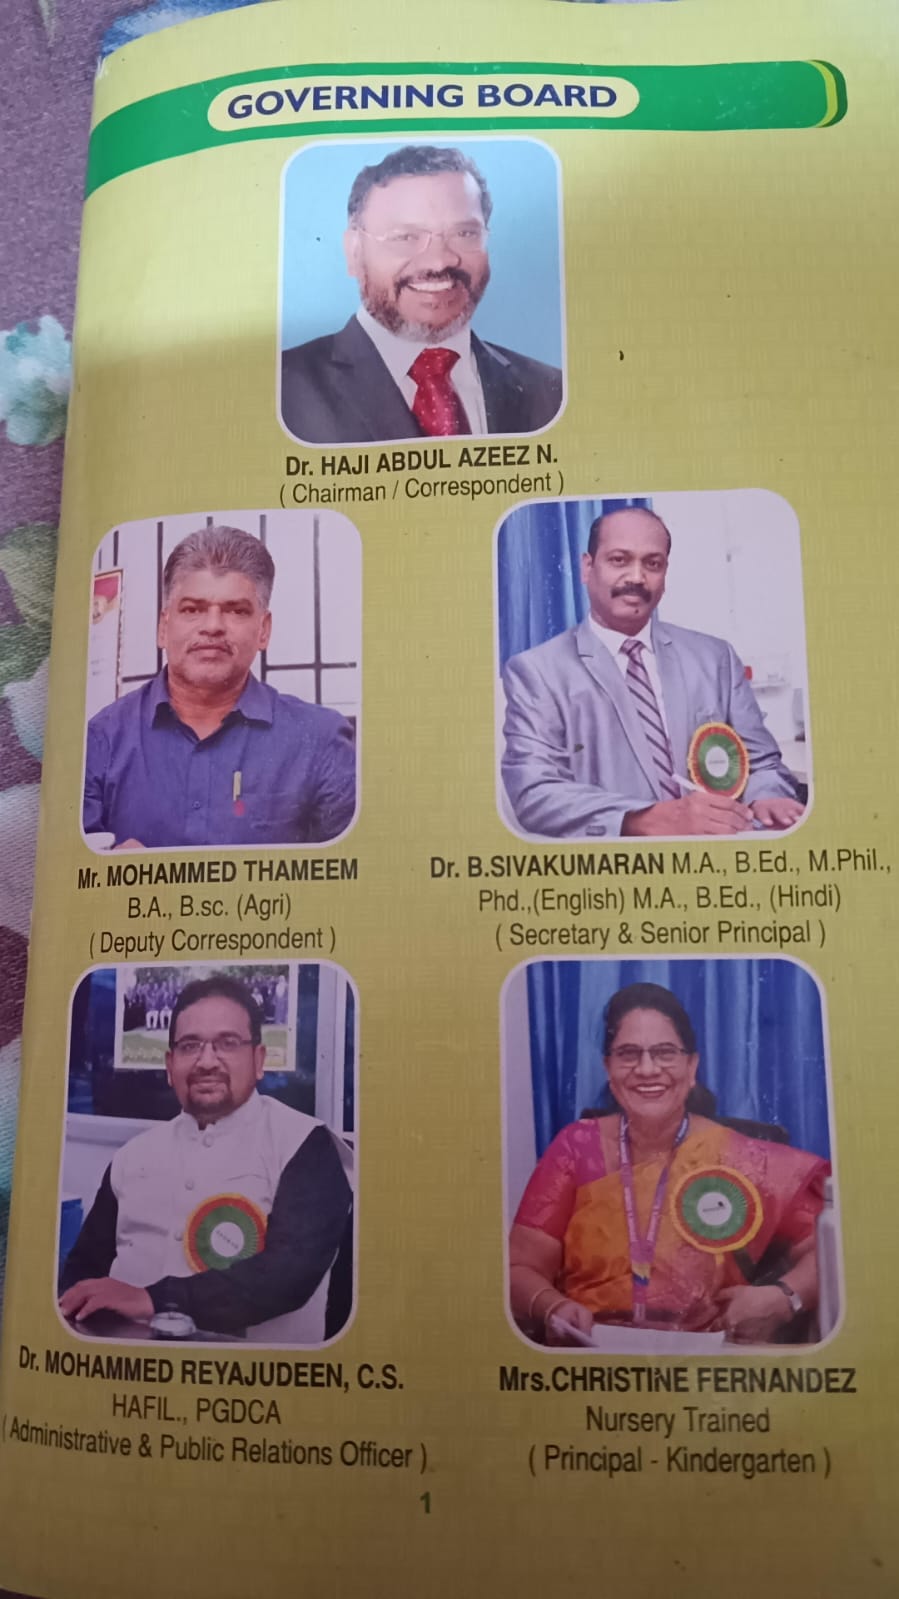 GOVERNING BOARD
Dr. HAJI ABDUL AZEEZ N.
( Chairman / Correspondent )
Mr. MOHAMMED THAMEEM
B.A., B.sc. (Agri)
( Deputy Correspondent )
Dr. B.SIVAKUMARAN M.A., B.Ed., M.Phil.,
Phd.,(English) M.A., B.Ed., (Hindi)
( Secretary & Senior Principal )
Dr. MOHAMMED REYAJUDEEN, C.S.
HAFIL., PGDCA
( Administrative & Public Relations Officer )
Mrs.CHRISTINE FERNANDEZ
Nursery Trained
( Principal - Kindergarten )
1